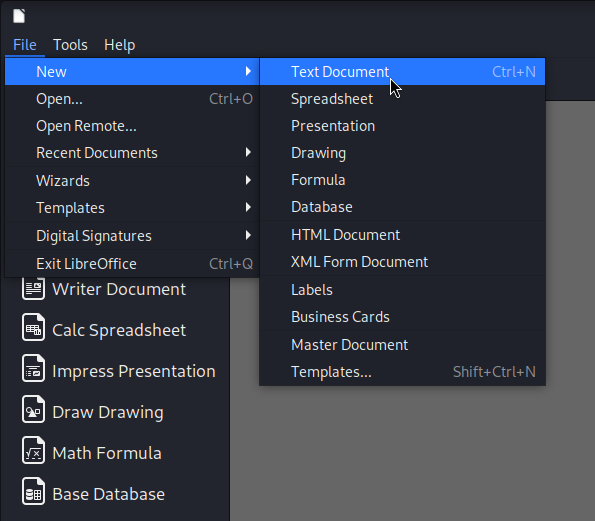 File Tools Help
New
Open... Ctrl+O
Open Remote...
Recent Documents
Wizards
Templates
Digital Signatures
Exit LibreOffice Ctrl+Q
Text Document Ctrl+N
Spreadsheet
Presentation
Drawing
Formula
Database
HTML Document
XML Form Document
Labels
Business Cards
Master Document
Templates... Shift+Ctrl+N
Writer Document
Calc Spreadsheet
Impress Presentation
Draw Drawing
Math Formula
Base Database